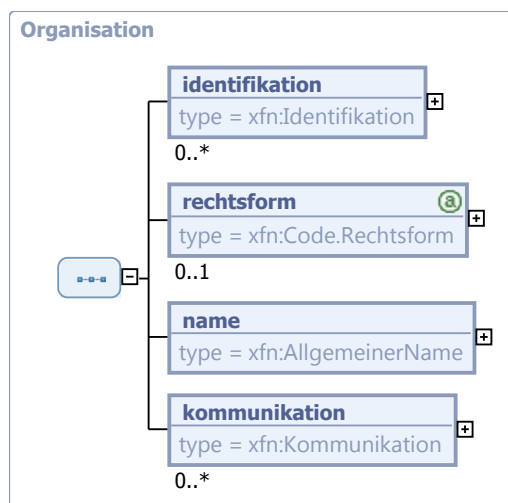 Organisation
identifikation
type = xfn:Identifikation
0..*
rechtsform
type = xfn:Code.Rechtsform
0..1
name
type = xfn:AllgemeinerName
kommunikation
type = xfn:Kommunikation
0..*